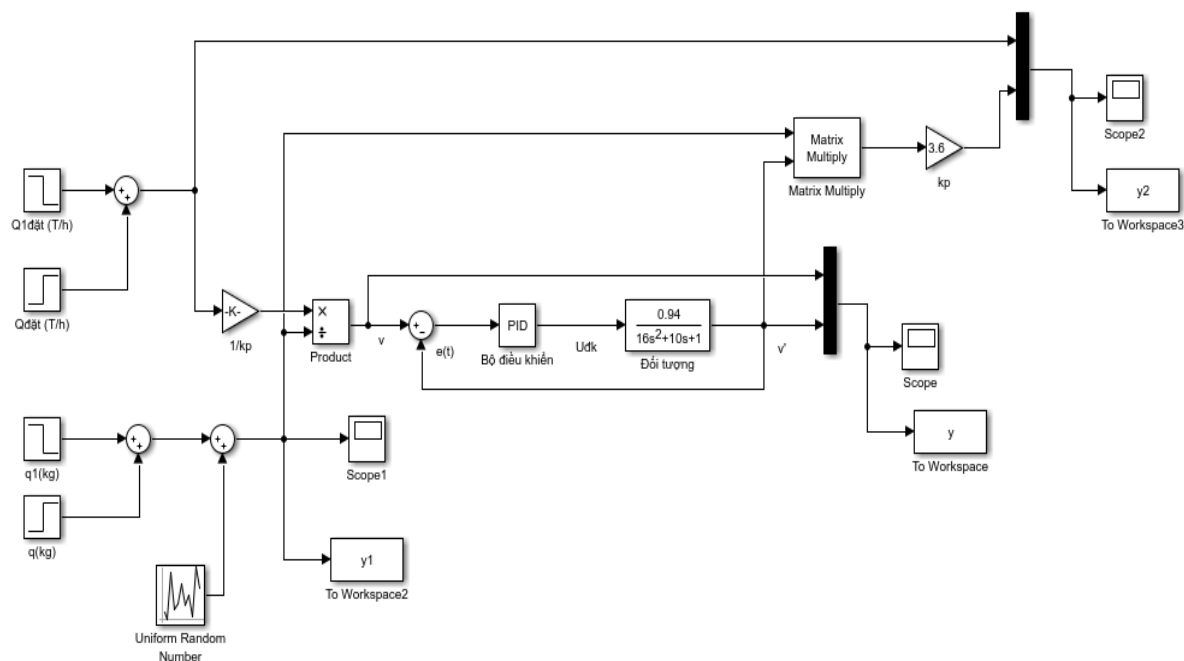 Scope2
Matrix
Multiply
Matrix Multiply
3.6
kp
Q1đặt (T/h)
y2
To Workspace3
Qđặt (T/h)
-K-
1/kp
×
÷
Product
v
e(t)
PID
Bộ điều khiển
Uđk
0.94
16s²+10s+1
Đối tượng
v'
Scope
y
To Workspace
q1(kg)
Scope1
q(kg)
y1
To Workspace2
Uniform Random
Number